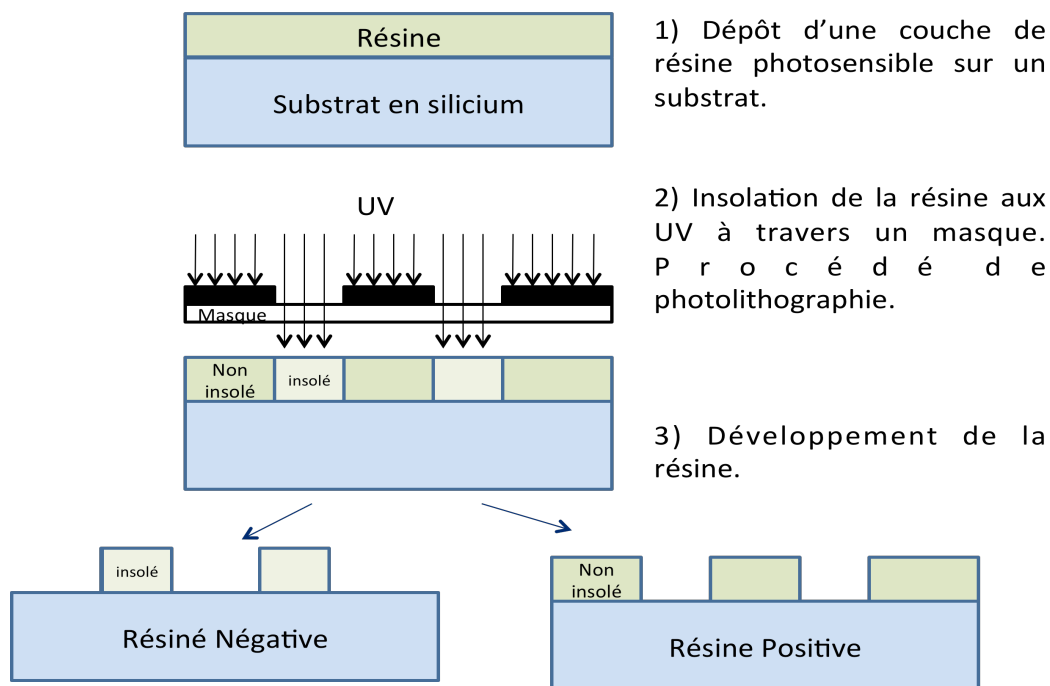 Résine
Substrat en silicium
1) Dépôt d’une couche de
résine photosensible sur un
substrat.
UV
2) Insolation de la résine aux
UV à travers un masque.
P r o c é d é d e
photolithographie.
Masque
Non
insolé
insolé
3) Développement de la
résine.
insolé
Résiné Négative
Non
insolé
Résine Positive